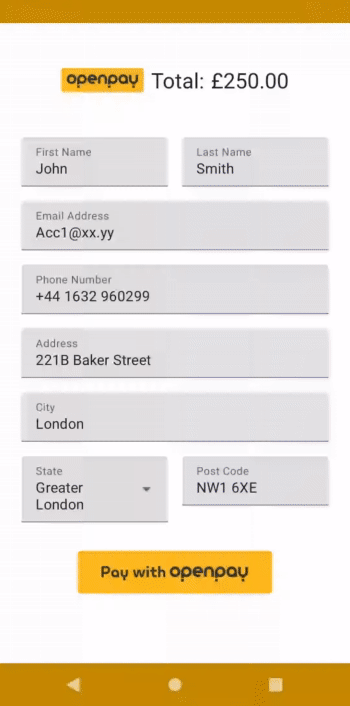 openpay Total: £250.00
First Name Last Name
John Smith
Email Address
Acc1@xx.yy
Phone Number
+44 1632 960299
Address
221B Baker Street
City
London
State Post Code
Greater NW1 6XE
London
Pay with openpay